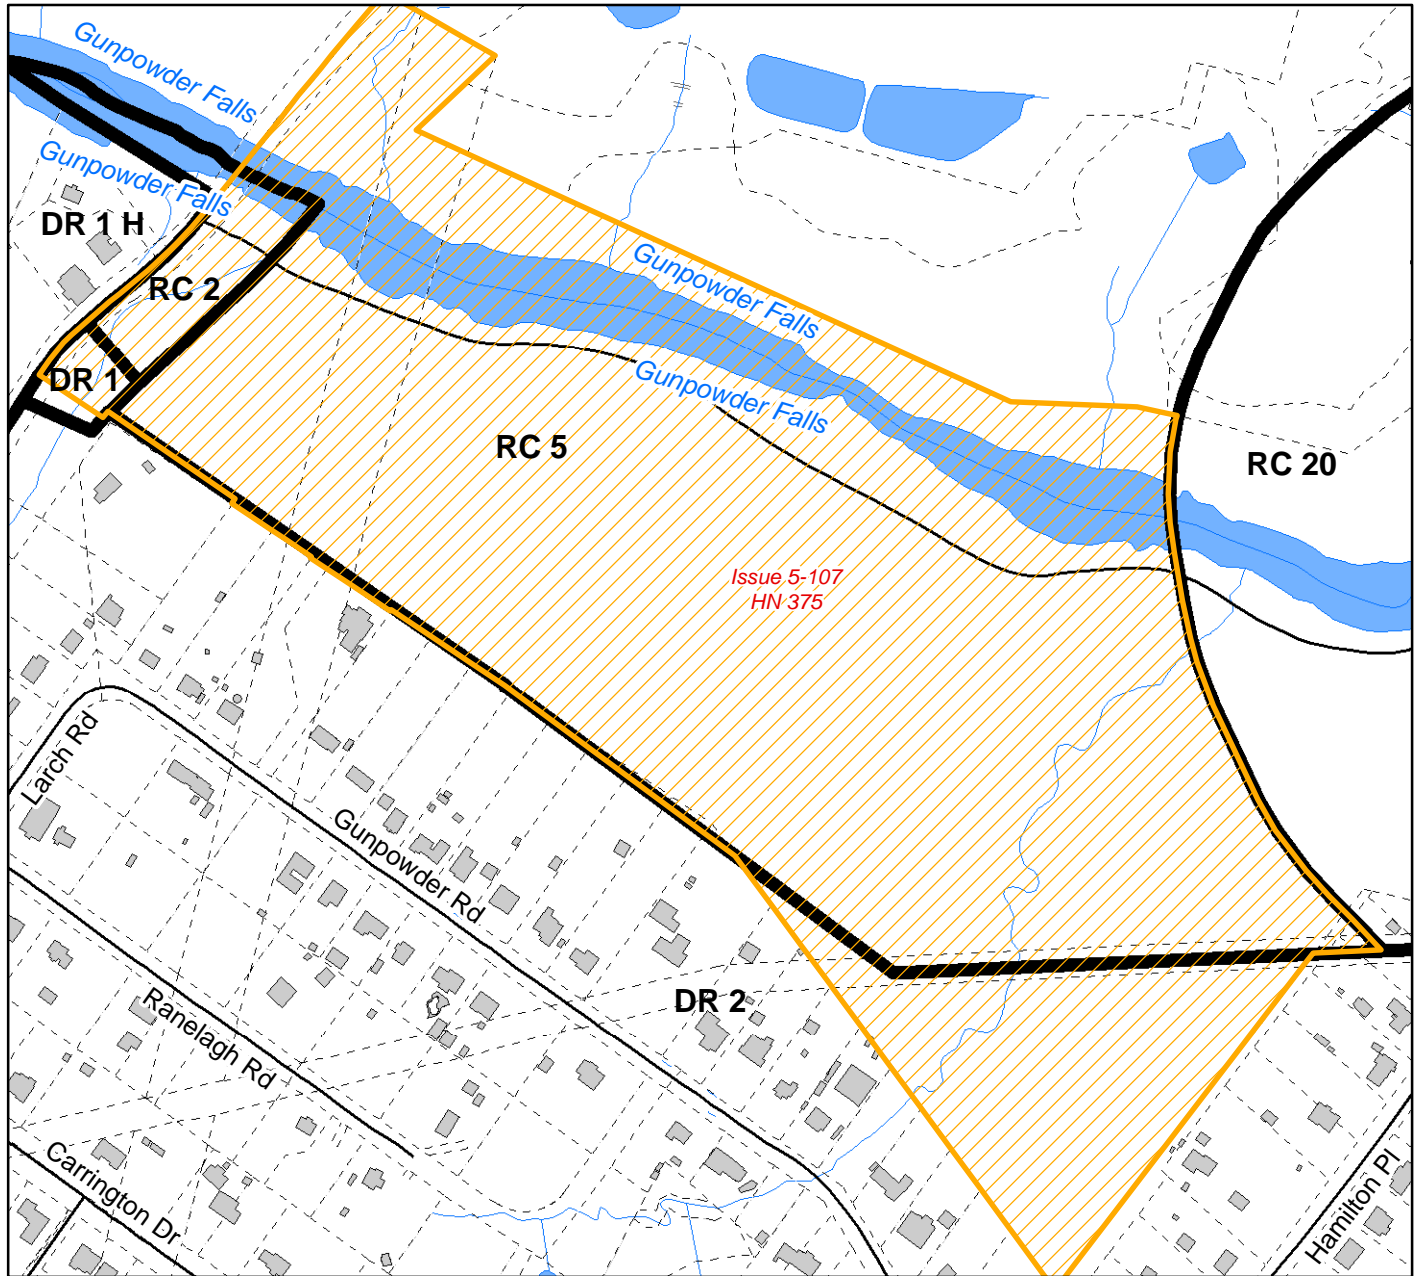 Gunpowder Falls
Gunpowder Falls
DR 1 H
RC 2
DR 1
Gunpowder Falls
Gunpowder Falls
RC 5
RC 20
Issue 5-107
HN 375
Larch Rd
Gunpowder Rd
DR 2
Ranelagh Rd
Carrington Dr
Hamilton Pl